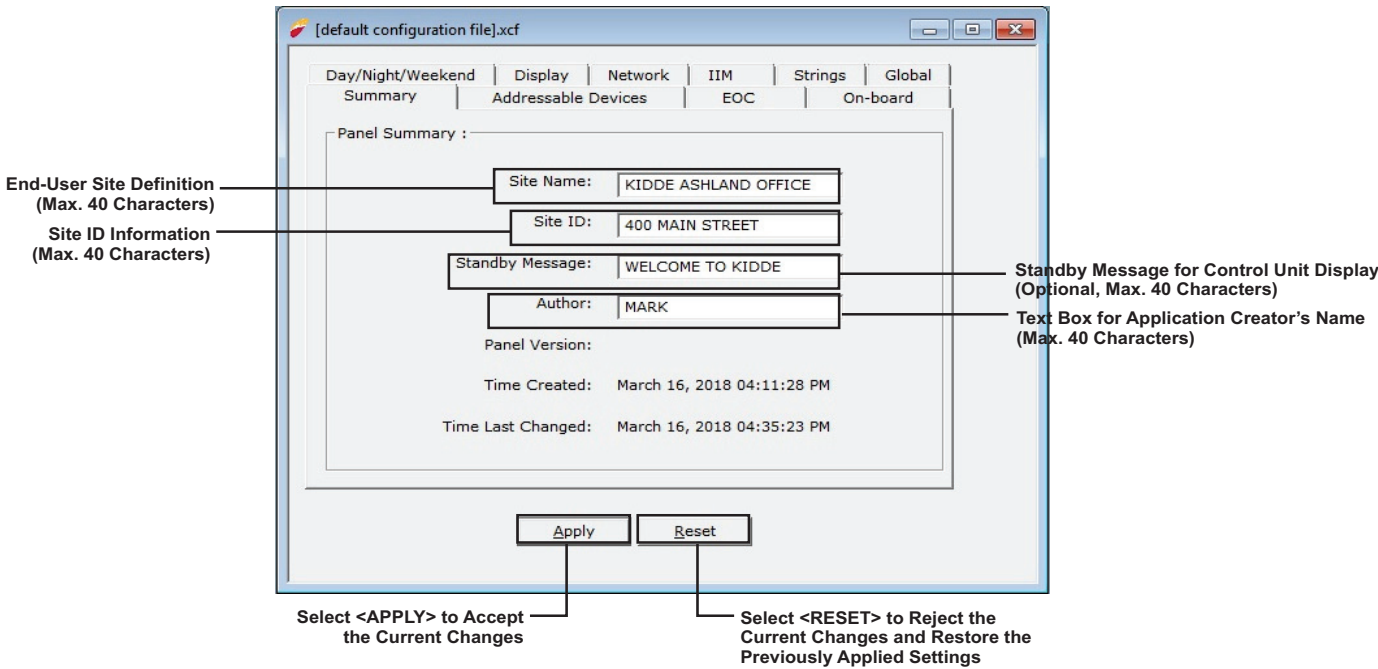 [default configuration file].xcf
Day/Night/Weekend Display Network IIM Strings Global
Summary Addressable Devices EOC On-board
Panel Summary :
End-User Site Definition
(Max. 40 Characters)
Site Name: KIDDE ASHLAND OFFICE
Site ID Information
(Max. 40 Characters)
Site ID: 400 MAIN STREET
Standby Message: WELCOME TO KIDDE
Standby Message for Control Unit Display
(Optional, Max. 40 Characters)
Author: MARK
Text Box for Application Creator’s Name
(Max. 40 Characters)
Panel Version:
Time Created: March 16, 2018 04:11:28 PM
Time Last Changed: March 16, 2018 04:35:23 PM
Apply Reset
Select <APPLY> to Accept
the Current Changes
Select <RESET> to Reject the
Current Changes and Restore the
Previously Applied Settings